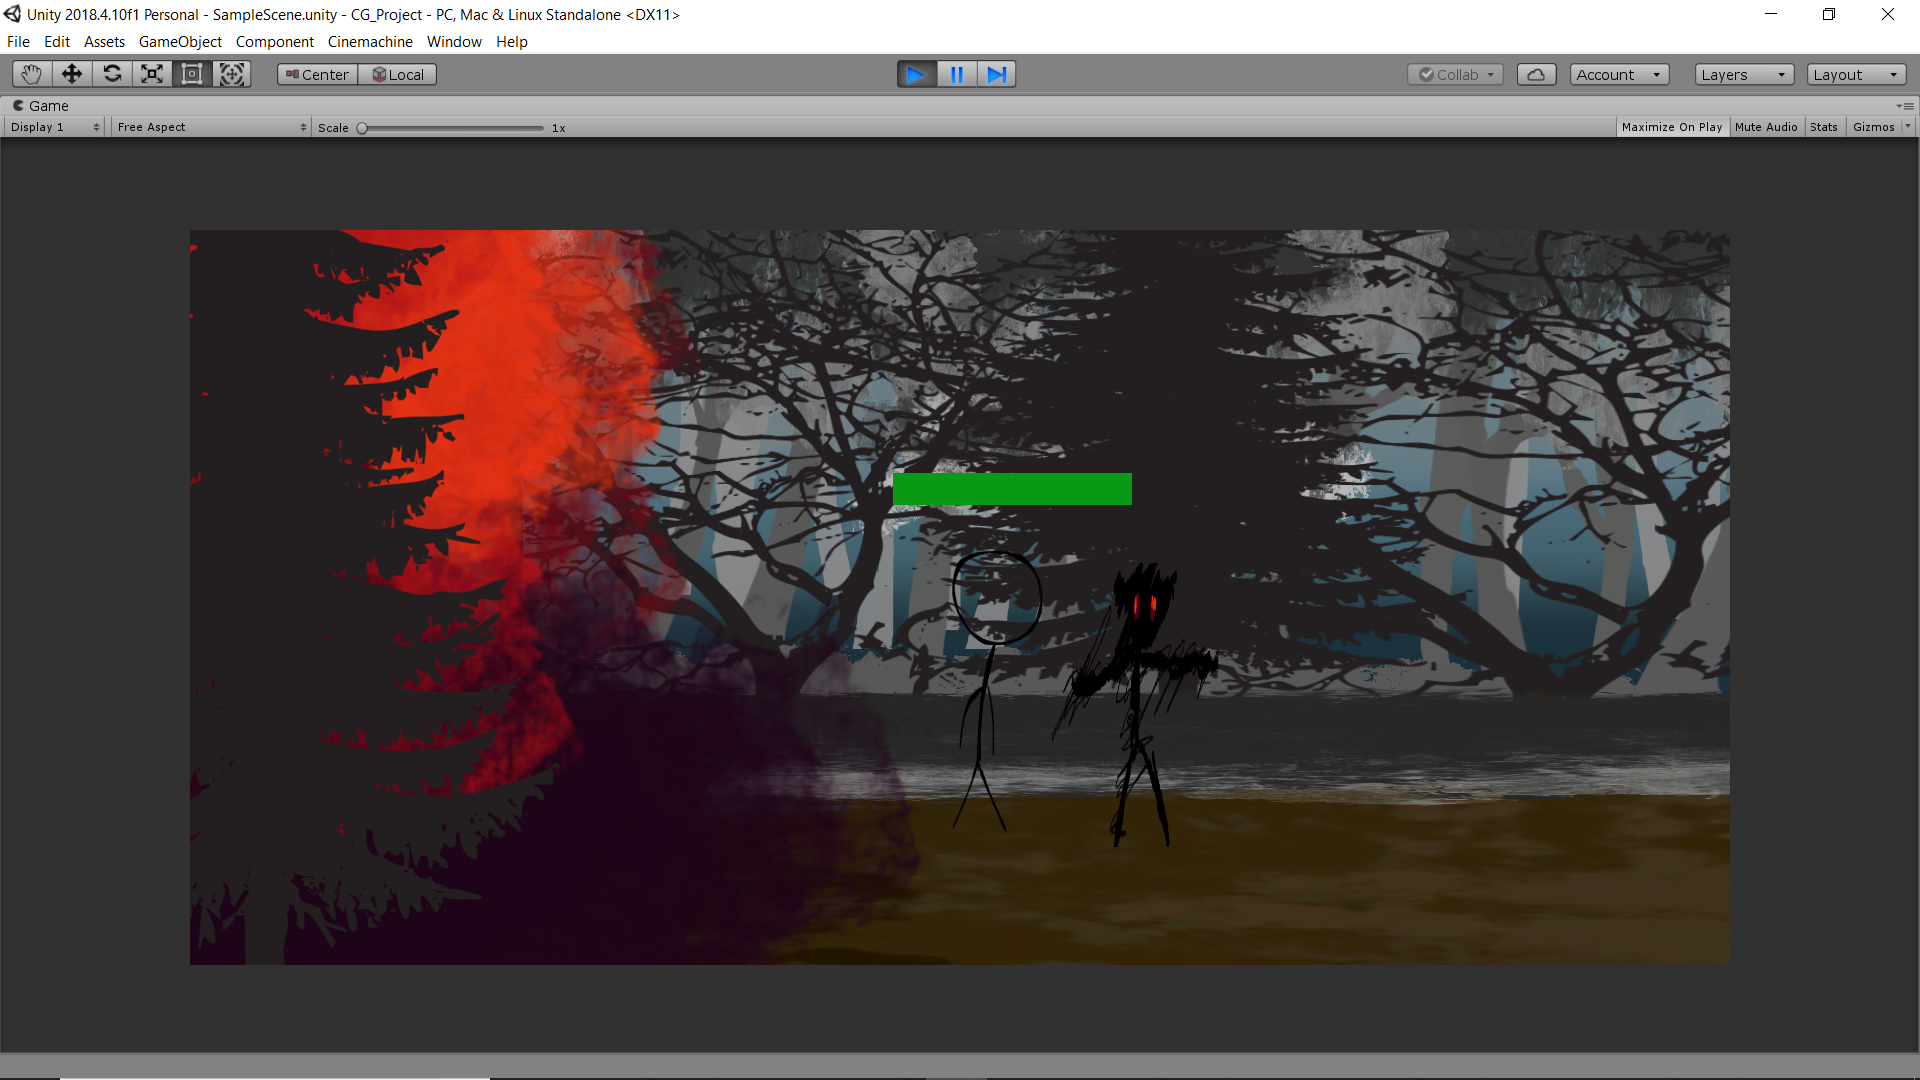 Unity 2018.4.10f1 Personal - SampleScene.unity - CG_Project - PC, Mac & Linux Standalone <DX11>
File Edit Assets GameObject Component Cinemachine Window Help
Center Local Collab Account Layers Layout
Game
Display 1 Free Aspect Scale 1x Maximize On Play Mute Audio Stats Gizmos